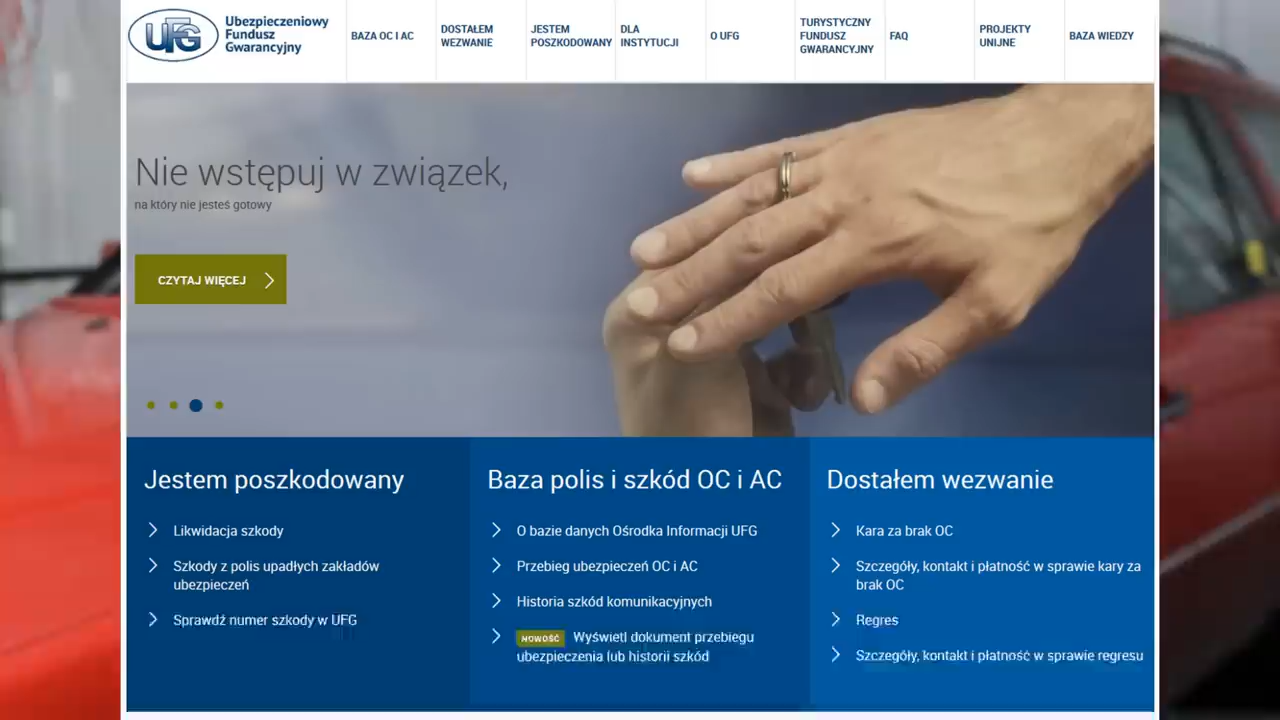 UFG
Ubezpieczeniowy
Fundusz
Gwarancyjny
BAZA OC I AC
DOSTAŁEM
WEZWANIE
JESTEM
POSZKODOWANY
DLA
INSTYTUCJI
O UFG
TURYSTYCZNY
FUNDUSZ
GWARANCYJNY
FAQ
PROJEKTY
UNIJNE
BAZA WIEDZY
Nie wstępuj w związek,
na który nie jesteś gotowy
CZYTAJ WIĘCEJ
Jestem poszkodowany
Likwidacja szkody
Szkody z polis upadłych zakładów
ubezpieczeń
Sprawdź numer szkody w UFG
Baza polis i szkód OC i AC
O bazie danych Ośrodka Informacji UFG
Przebieg ubezpieczeń OC i AC
Historia szkód komunikacyjnych
NOWOŚĆ Wyświetl dokument przebiegu
ubezpieczenia lub historii szkód
Dostałem wezwanie
Kara za brak OC
Szczegóły, kontakt i płatność w sprawie kary za
brak OC
Regres
Szczegóły, kontakt i płatność w sprawie regresu